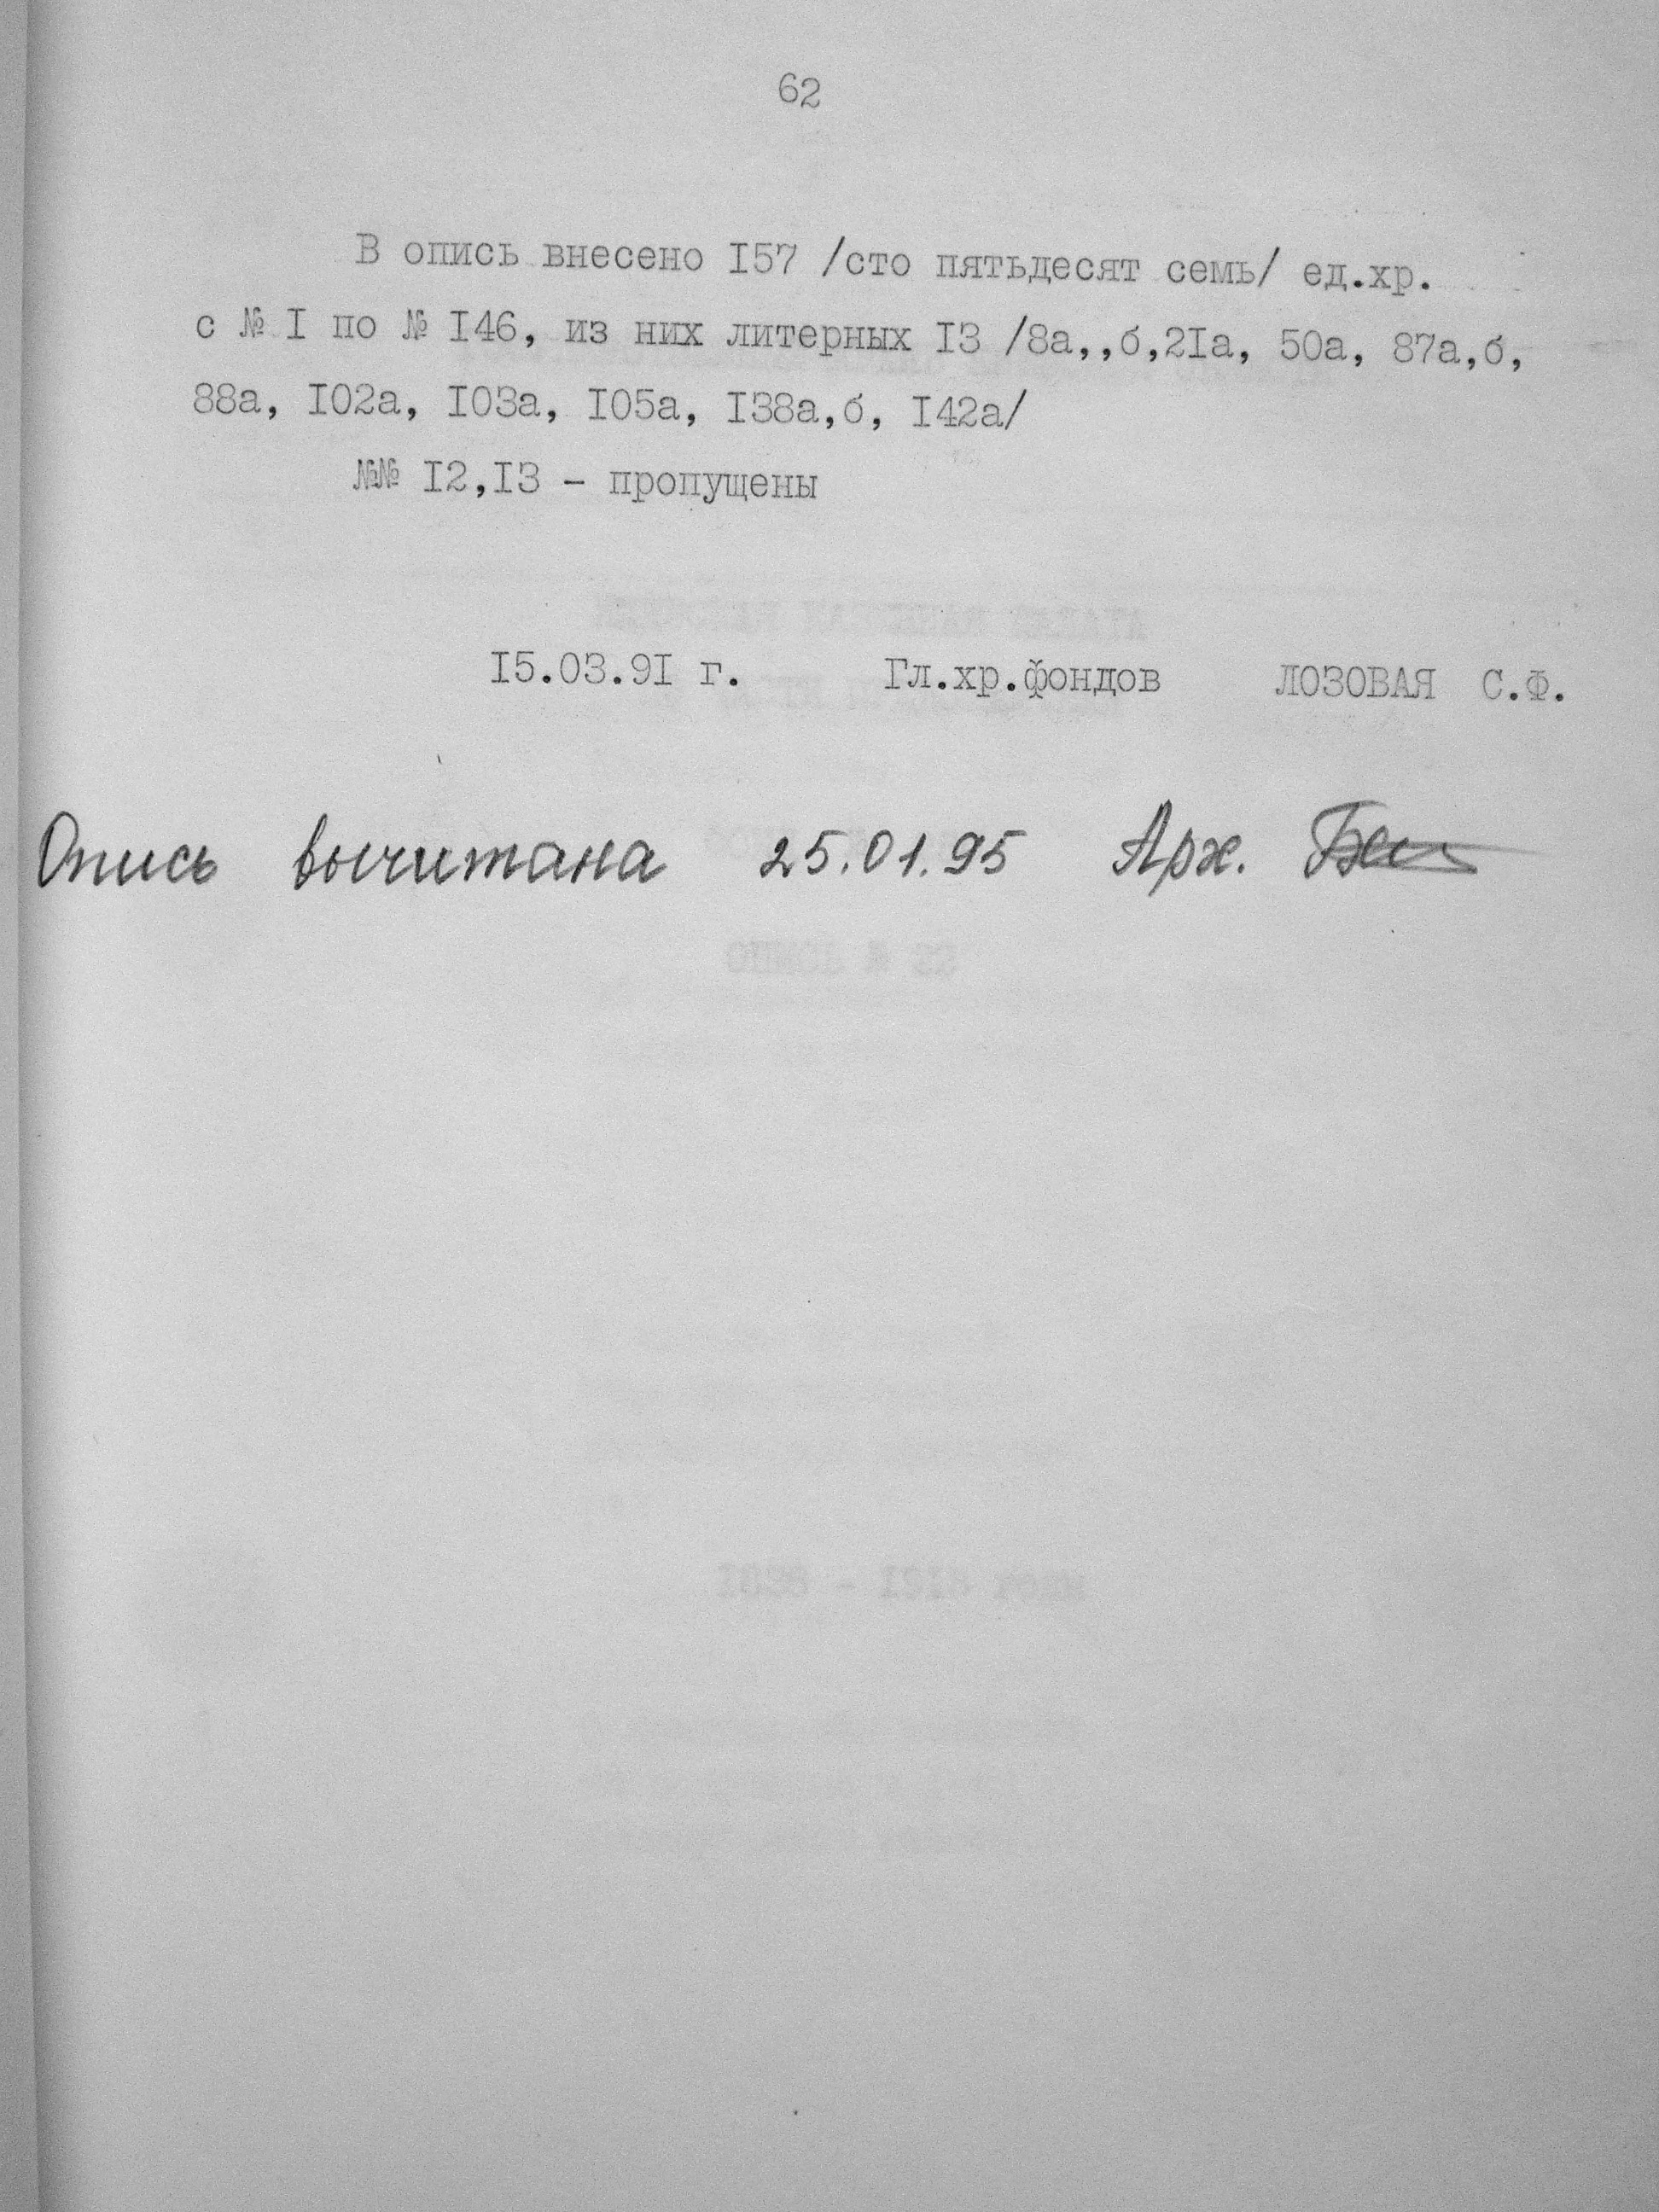 62
В опись внесено I57 /сто пятьдесят семь/ ед.хр.
с № I по № I46, из них литерных I3 /8а,,б,2Iа, 50а, 87а,б,
88а, I02а, I03а, I05а, I38а,б, I42а/
№№ I2,I3 – пропущены
I5.03.9I г. Гл.хр.фондов ЛОЗОВАЯ С.Ф.
Опись вычитана 25.01.95 Арх.